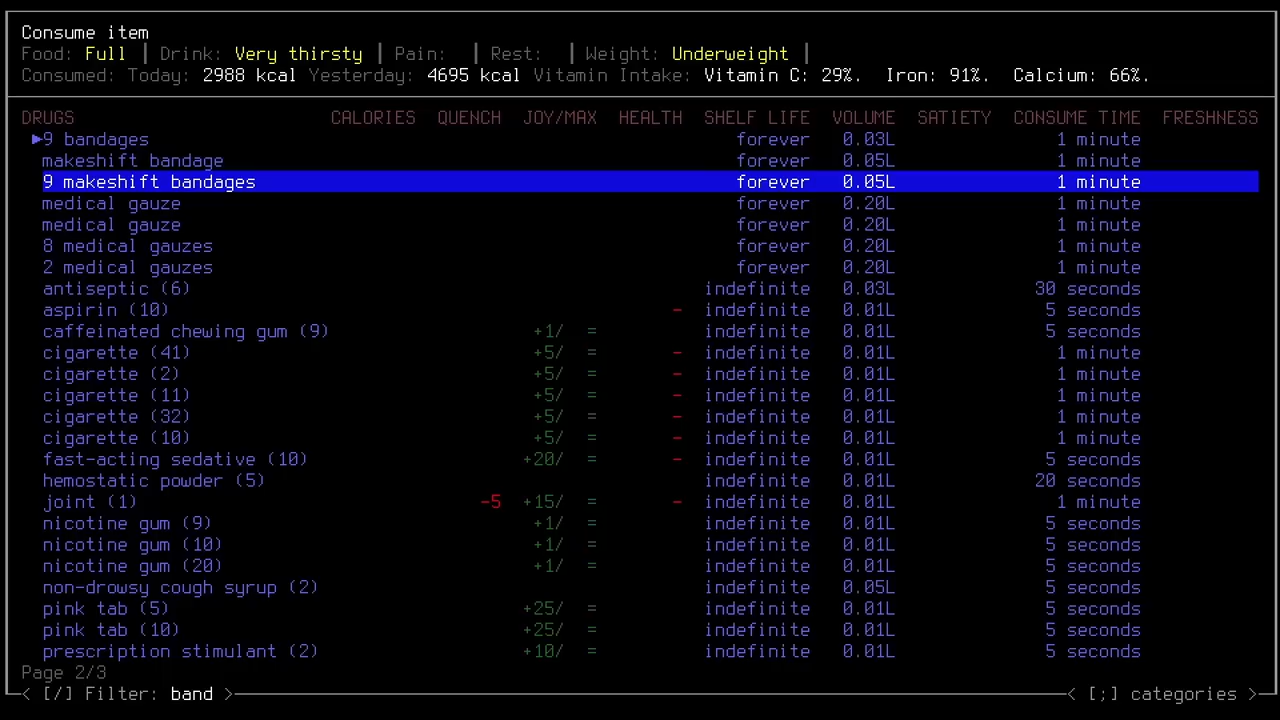 Consume item
Food: Full │ Drink: Very thirsty │ Pain: │ Rest: │ Weight: Underweight │
Consumed: Today: 2988 kcal Yesterday: 4695 kcal Vitamin Intake: Vitamin C: 29%. Iron: 91%. Calcium: 66%.
DRUGS CALORIES QUENCH JOY/MAX HEALTH SHELF LIFE VOLUME SATIETY CONSUME TIME FRESHNESS
►9 bandages forever 0.03L 1 minute
makeshift bandage forever 0.05L 1 minute
9 makeshift bandages forever 0.05L 1 minute
medical gauze forever 0.20L 1 minute
medical gauze forever 0.20L 1 minute
8 medical gauzes forever 0.20L 1 minute
2 medical gauzes forever 0.20L 1 minute
antiseptic (6) indefinite 0.03L 30 seconds
aspirin (10) - indefinite 0.01L 5 seconds
caffeinated chewing gum (9) +1/ = indefinite 0.01L 5 seconds
cigarette (41) +5/ = - indefinite 0.01L 1 minute
cigarette (2) +5/ = - indefinite 0.01L 1 minute
cigarette (11) +5/ = - indefinite 0.01L 1 minute
cigarette (32) +5/ = - indefinite 0.01L 1 minute
cigarette (10) +5/ = - indefinite 0.01L 1 minute
fast-acting sedative (10) +20/ = - indefinite 0.01L 5 seconds
hemostatic powder (5) indefinite 0.01L 20 seconds
joint (1) -5 +15/ = - indefinite 0.01L 1 minute
nicotine gum (9) +1/ = indefinite 0.01L 5 seconds
nicotine gum (10) +1/ = indefinite 0.01L 5 seconds
nicotine gum (20) +1/ = indefinite 0.01L 5 seconds
non-drowsy cough syrup (2) indefinite 0.05L 5 seconds
pink tab (5) +25/ = indefinite 0.01L 5 seconds
pink tab (10) +25/ = indefinite 0.01L 5 seconds
prescription stimulant (2) +10/ = indefinite 0.01L 5 seconds
Page 2/3
< [/] Filter: band > < [;] categories >